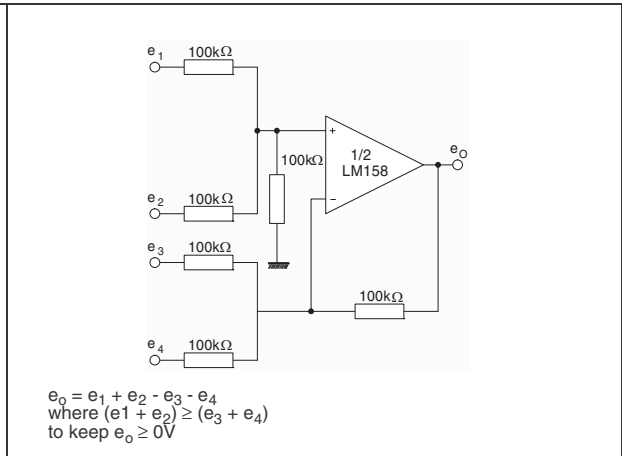 e1 100kΩ
100kΩ
+
1/2
LM158
eO
e2 100kΩ
–
e3 100kΩ
100kΩ
e4 100kΩ
eo = e1 + e2 - e3 - e4
where (e1 + e2) ≥ (e3 + e4)
to keep eo ≥ 0V